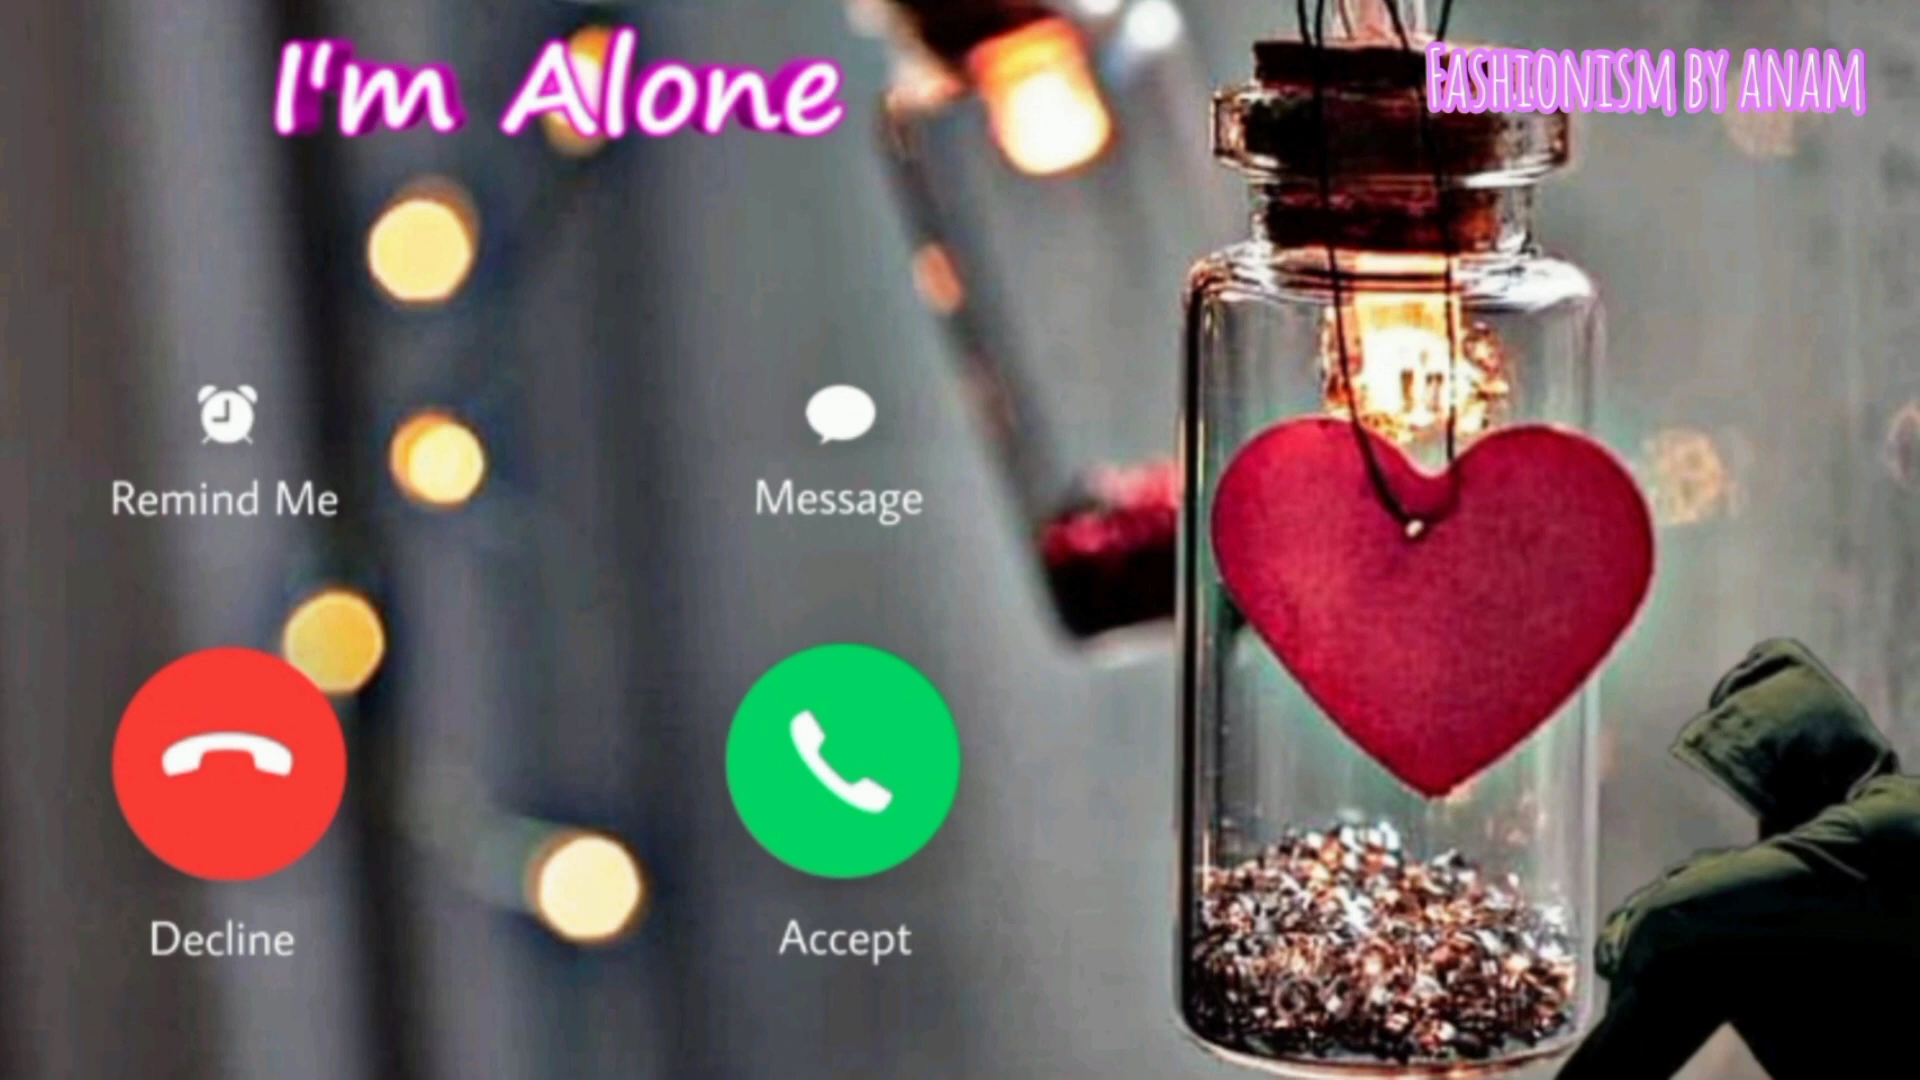 I'm Alone
FASHIONISM BY ANAM
Remind Me
Message
Decline
Accept